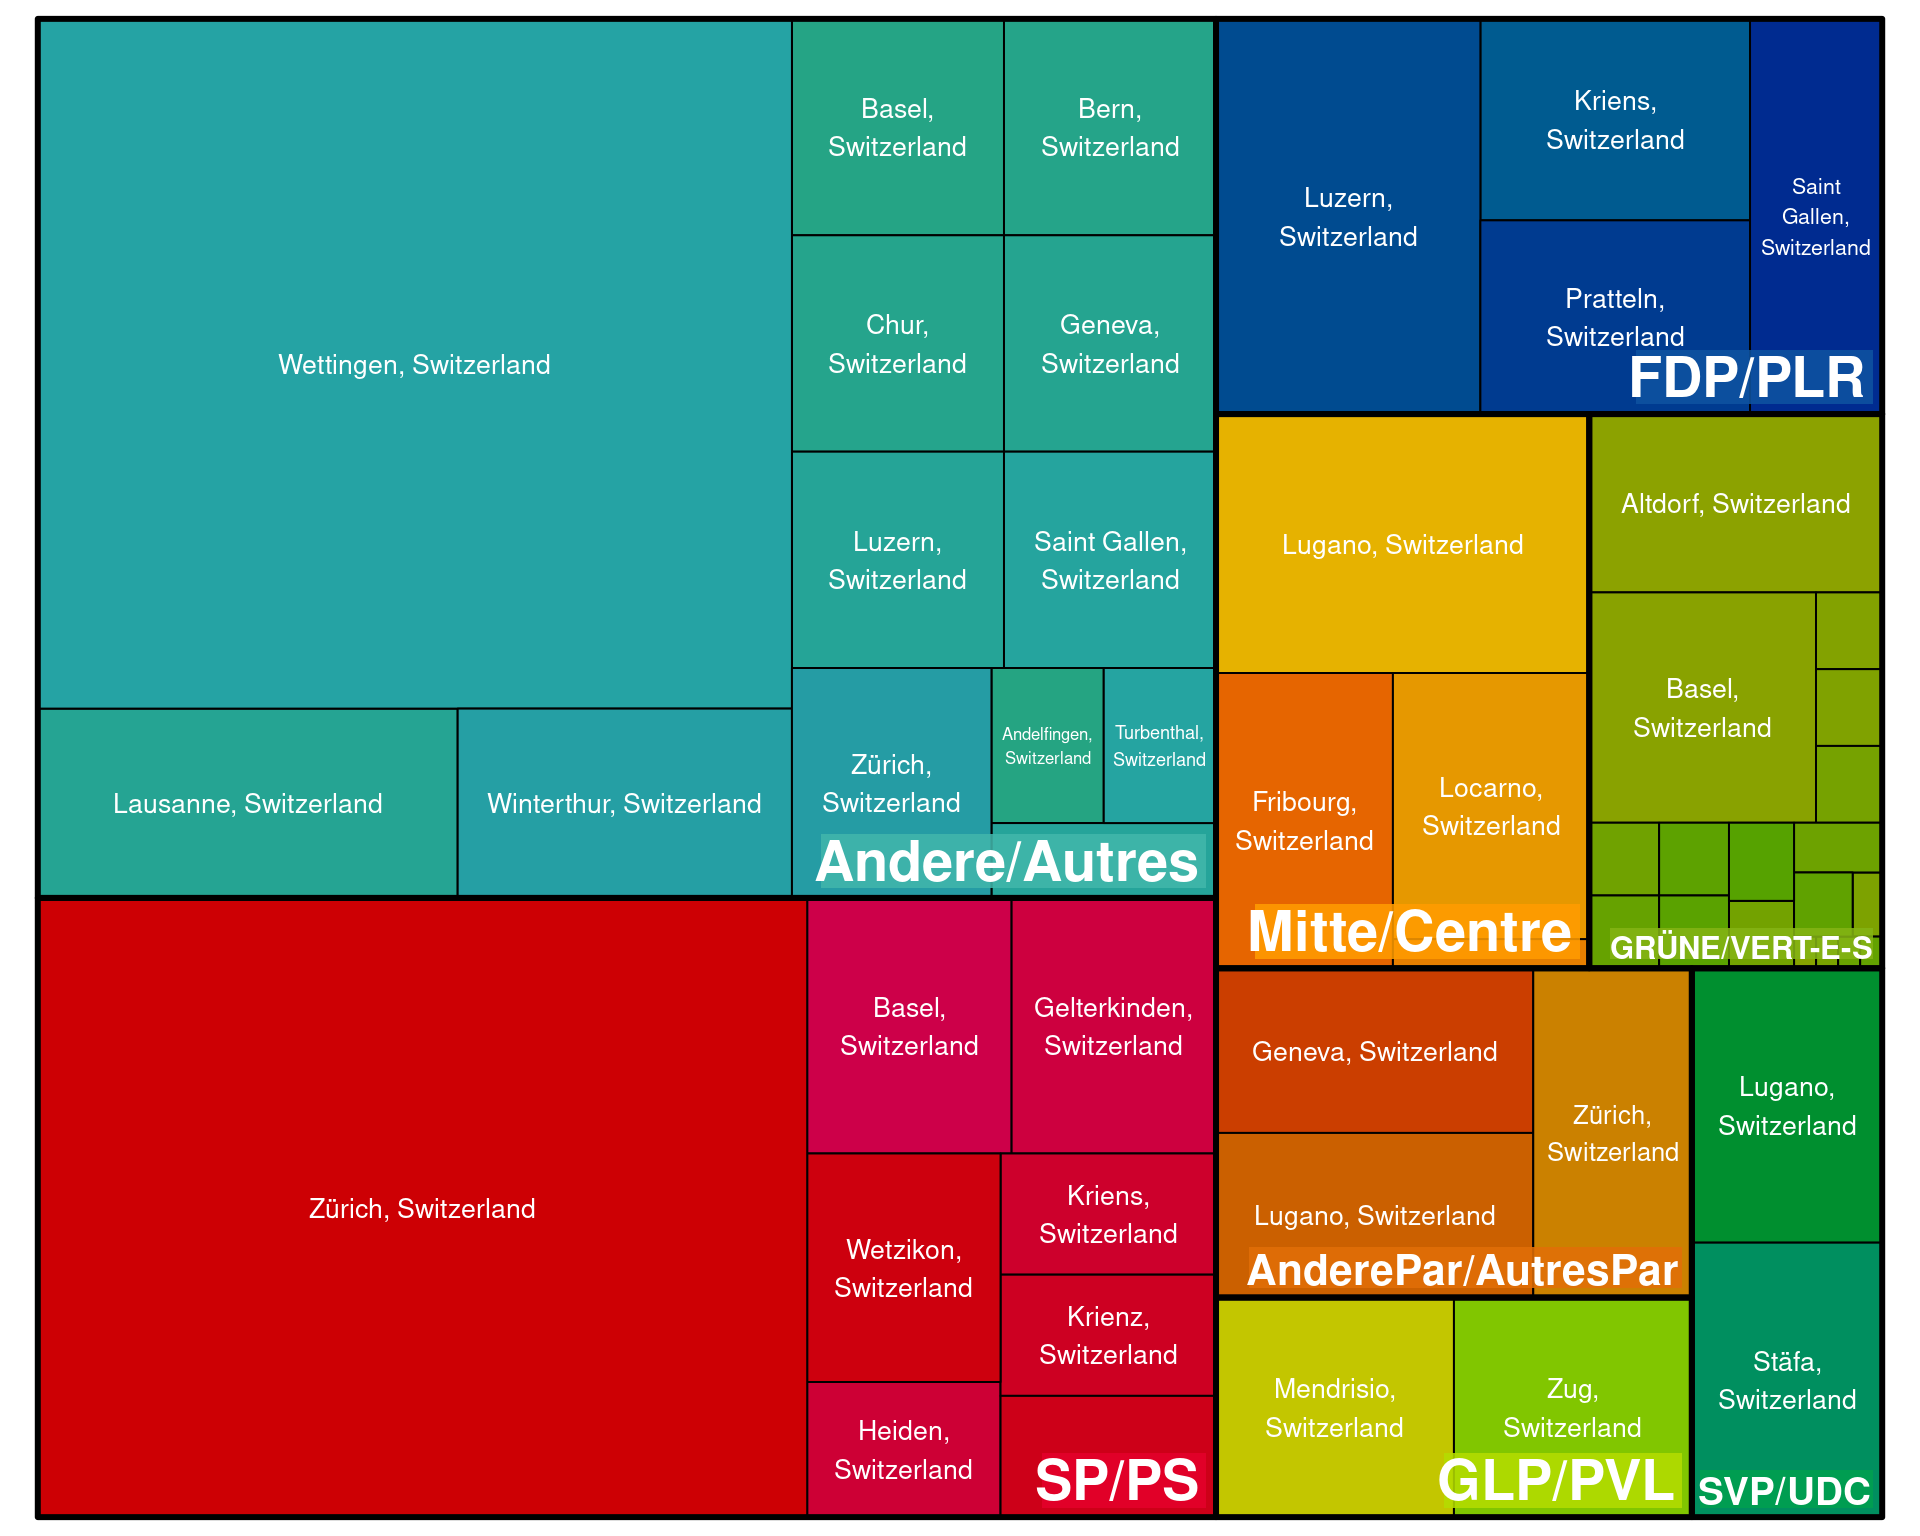 Wettingen, Switzerland
Lausanne, Switzerland
Winterthur, Switzerland
Basel,
Switzerland
Bern,
Switzerland
Chur,
Switzerland
Geneva,
Switzerland
Luzern,
Switzerland
Saint Gallen,
Switzerland
Zürich,
Switzerland
Andelfingen,
Switzerland
Turbenthal,
Switzerland
Andere/Autres
Zürich, Switzerland
Basel,
Switzerland
Gelterkinden,
Switzerland
Wetzikon,
Switzerland
Heiden,
Switzerland
Kriens,
Switzerland
Krienz,
Switzerland
SP/PS
Luzern,
Switzerland
Kriens,
Switzerland
Pratteln,
Switzerland
Saint
Gallen,
Switzerland
FDP/PLR
Lugano, Switzerland
Fribourg,
Switzerland
Locarno,
Switzerland
Mitte/Centre
Altdorf, Switzerland
Basel,
Switzerland
GRÜNE/VERT-E-S
Geneva, Switzerland
Lugano, Switzerland
Zürich,
Switzerland
AnderePar/AutresPar
Mendrisio,
Switzerland
Zug,
Switzerland
GLP/PVL
Lugano,
Switzerland
Stäfa,
Switzerland
SVP/UDC